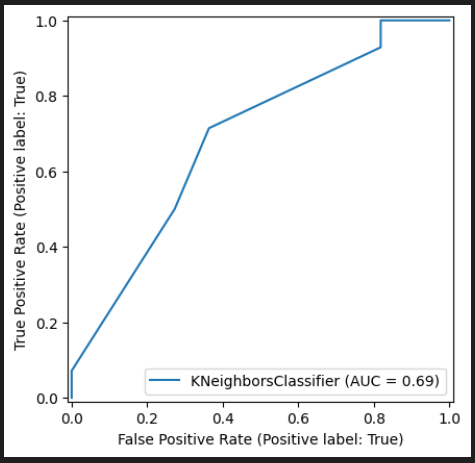 1.0
0.8
0.6
0.4
0.2
0.0
True Positive Rate (Positive label: True)
KNeighborsClassifier (AUC = 0.69)
0.0 0.2 0.4 0.6 0.8 1.0
False Positive Rate (Positive label: True)